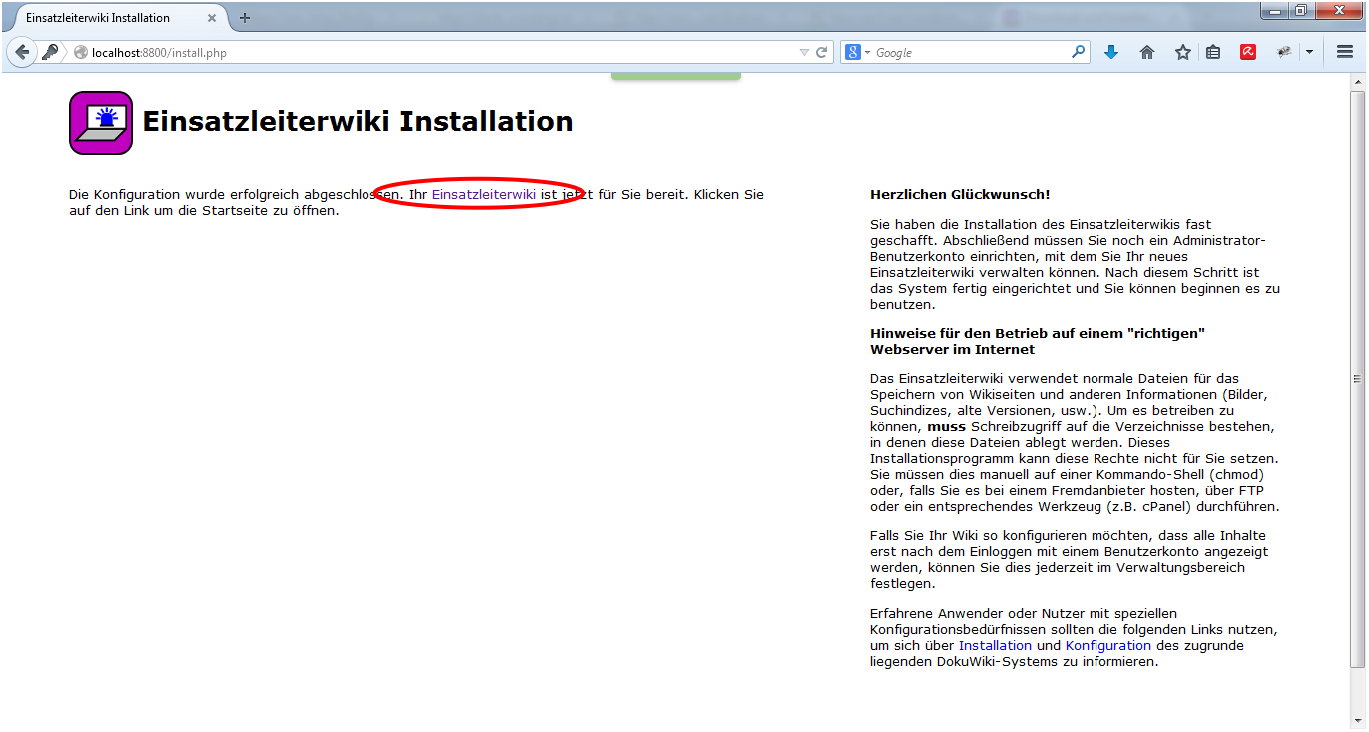 Einsatzleiterwiki Installation
localhost:8800/install.php
Google
Einsatzleiterwiki Installation
Die Konfiguration wurde erfolgreich abgeschlossen. Ihr Einsatzleiterwiki ist jetzt für Sie bereit. Klicken Sie
auf den Link um die Startseite zu öffnen.
Herzlichen Glückwunsch!
Sie haben die Installation des Einsatzleiterwikis fast
geschafft. Abschließend müssen Sie noch ein Administrator-
Benutzerkonto einrichten, mit dem Sie Ihr neues
Einsatzleiterwiki verwalten können. Nach diesem Schritt ist
das System fertig eingerichtet und Sie können beginnen es zu
benutzen.
Hinweise für den Betrieb auf einem "richtigen"
Webserver im Internet
Das Einsatzleiterwiki verwendet normale Dateien für das
Speichern von Wikiseiten und anderen Informationen (Bilder,
Suchindizes, alte Versionen, usw.). Um es betreiben zu
können, muss Schreibzugriff auf die Verzeichnisse bestehen,
in denen diese Dateien ablegt werden. Dieses
Installationsprogramm kann diese Rechte nicht für Sie setzen.
Sie müssen dies manuell auf einer Kommando-Shell (chmod)
oder, falls Sie es bei einem Fremdanbieter hosten, über FTP
oder ein entsprechendes Werkzeug (z.B. cPanel) durchführen.
Falls Sie Ihr Wiki so konfigurieren möchten, dass alle Inhalte
erst nach dem Einloggen mit einem Benutzerkonto angezeigt
werden, können Sie dies jederzeit im Verwaltungsbereich
festlegen.
Erfahrene Anwender oder Nutzer mit speziellen
Konfigurationsbedürfnissen sollten die folgenden Links nutzen,
um sich über Installation und Konfiguration des zugrunde
liegenden DokuWiki-Systems zu informieren.